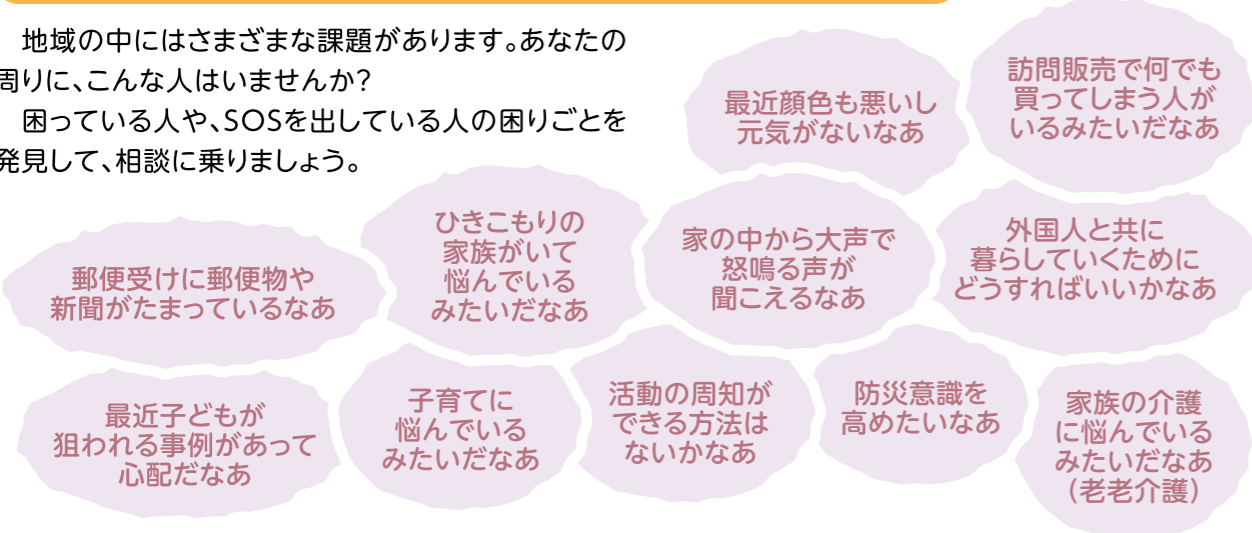 地域の中にはさまざまな課題があります。あなたの
周りに、こんな人はいませんか?
困っている人や、SOSを出している人の困りごとを
発見して、相談に乗りましょう。
最近顔色も悪いし
元気がないなあ
訪問販売で何でも
買ってしまう人が
いるみたいだなあ
郵便受けに郵便物や
新聞がたまっているなあ
ひきこもりの
家族がいて
悩んでいる
みたいだなあ
家の中から大声で
怒鳴る声が
聞こえるなあ
外国人と共に
暮らしていくために
どうすればいいかなあ
最近子どもが
狙われる事例があって
心配だなあ
子育てに
悩んでいる
みたいだなあ
活動の周知が
できる方法は
ないかなあ
防災意識を
高めたいなあ
家族の介護
に悩んでいる
みたいだなあ
（老老介護）